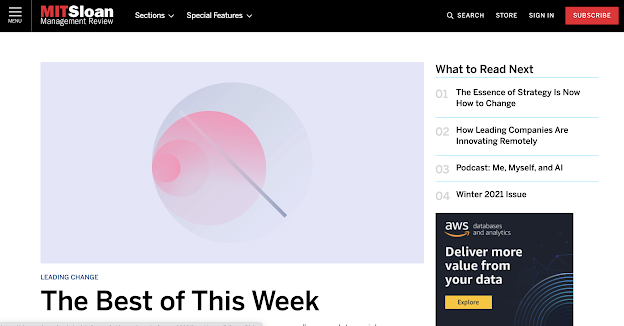 MENU
MITSloan
Management Review
Sections
Special Features
SEARCH
STORE
SIGN IN
SUBSCRIBE
What to Read Next
01 The Essence of Strategy Is Now
How to Change
02 How Leading Companies Are
Innovating Remotely
03 Podcast: Me, Myself, and AI
04 Winter 2021 Issue
aws databases
and analytics
Deliver more
value from
your data
Explore
LEADING CHANGE
The Best of This Week